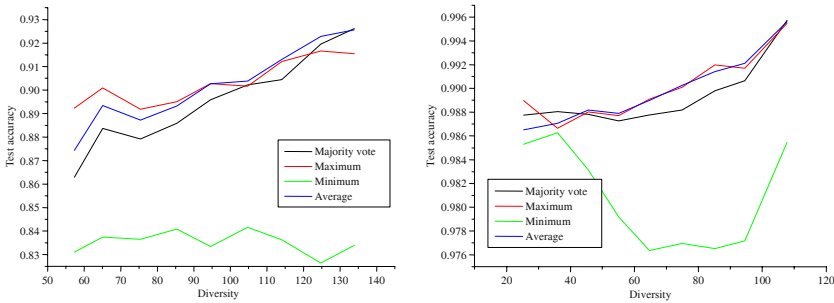 0.93
0.92
0.91
0.90
0.89
0.88
0.87
0.86
0.85
0.84
0.83
Test accuracy
Majority vote
Maximum
Minimum
Average
50 60 70 80 90 100 110 120 130 140
Diversity
0.996
0.994
0.992
0.990
0.988
0.986
0.984
0.982
0.980
0.978
0.976
Test accuracy
Majority vote
Maximum
Minimum
Average
20 40 60 80 100 120
Diversity